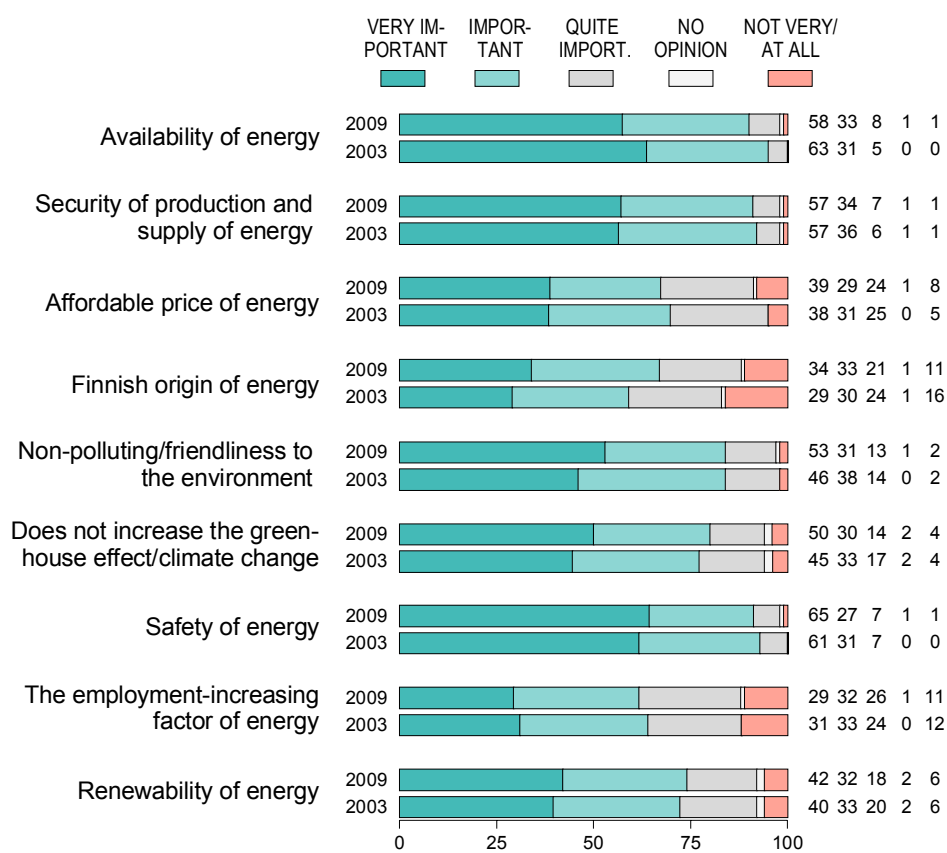 VERY IM-
PORTANT
IMPOR-
TANT
QUITE
IMPORT.
NO
OPINION
NOT VERY/
AT ALL
Availability of energy
2009 58 33 8 1 1
2003 63 31 5 0 0
Security of production and
supply of energy
2009 57 34 7 1 1
2003 57 36 6 1 1
Affordable price of energy
2009 39 29 24 1 8
2003 38 31 25 0 5
Finnish origin of energy
2009 34 33 21 1 11
2003 29 30 24 1 16
Non-polluting/friendliness to
the environment
2009 53 31 13 1 2
2003 46 38 14 0 2
Does not increase the green-
house effect/climate change
2009 50 30 14 2 4
2003 45 33 17 2 4
Safety of energy
2009 65 27 7 1 1
2003 61 31 7 0 0
The employment-increasing
factor of energy
2009 29 32 26 1 11
2003 31 33 24 0 12
Renewability of energy
2009 42 32 18 2 6
2003 40 33 20 2 6
0 25 50 75 100